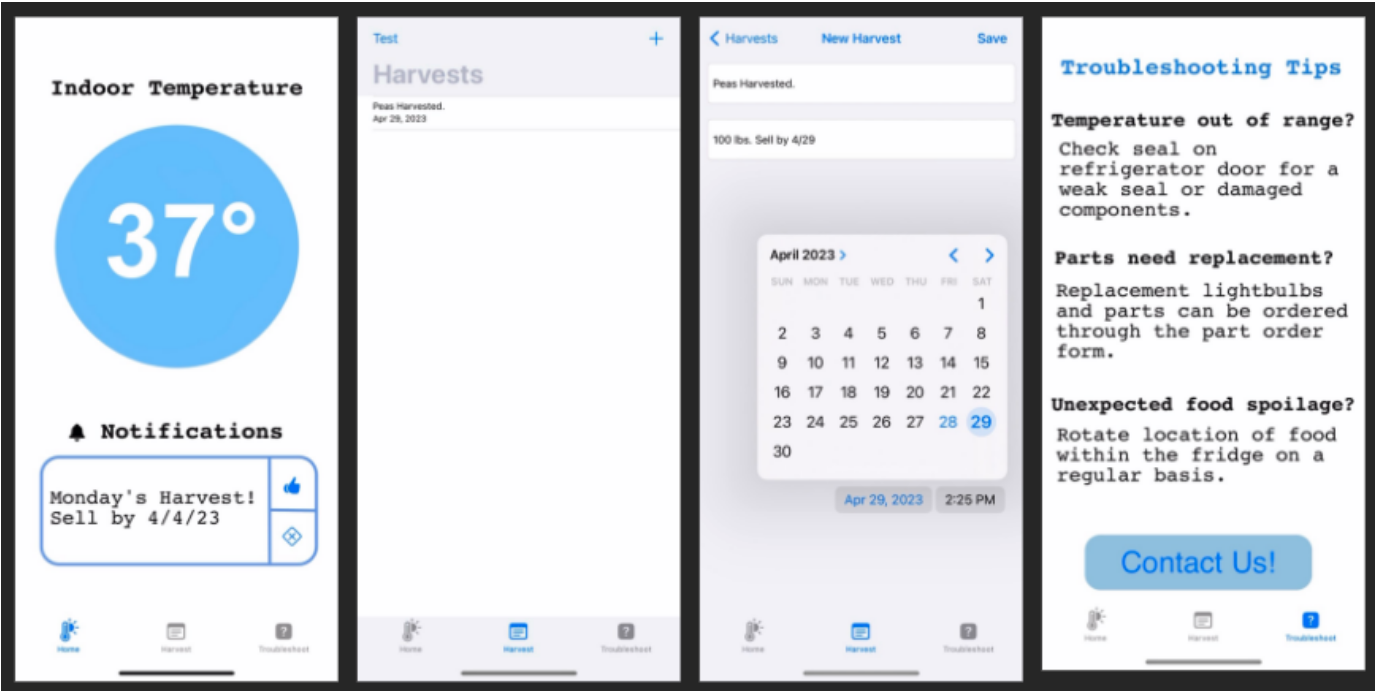 Indoor Temperature
37°
Notifications
Monday's Harvest!
Sell by 4/4/23
Home
Harvest
Troubleshoot
Test
+
Harvests
Peas Harvested.
Apr 29, 2023
Home
Harvest
Troubleshoot
Harvests New Harvest Save
Peas Harvested.
100 lbs. Sell by 4/29
April 2023
SUN MON TUE WED THU FRI SAT
1
2 3 4 5 6 7 8
9 10 11 12 13 14 15
16 17 18 19 20 21 22
23 24 25 26 27 28 29
30
Apr 29, 2023 2:25 PM
Home
Harvest
Troubleshoot
Troubleshooting Tips
Temperature out of range?
Check seal on
refrigerator door for a
weak seal or damaged
components.
Parts need replacement?
Replacement lightbulbs
and parts can be ordered
through the part order
form.
Unexpected food spoilage?
Rotate location of food
within the fridge on a
regular basis.
Contact Us!
?
Home
Harvest
Troubleshoot